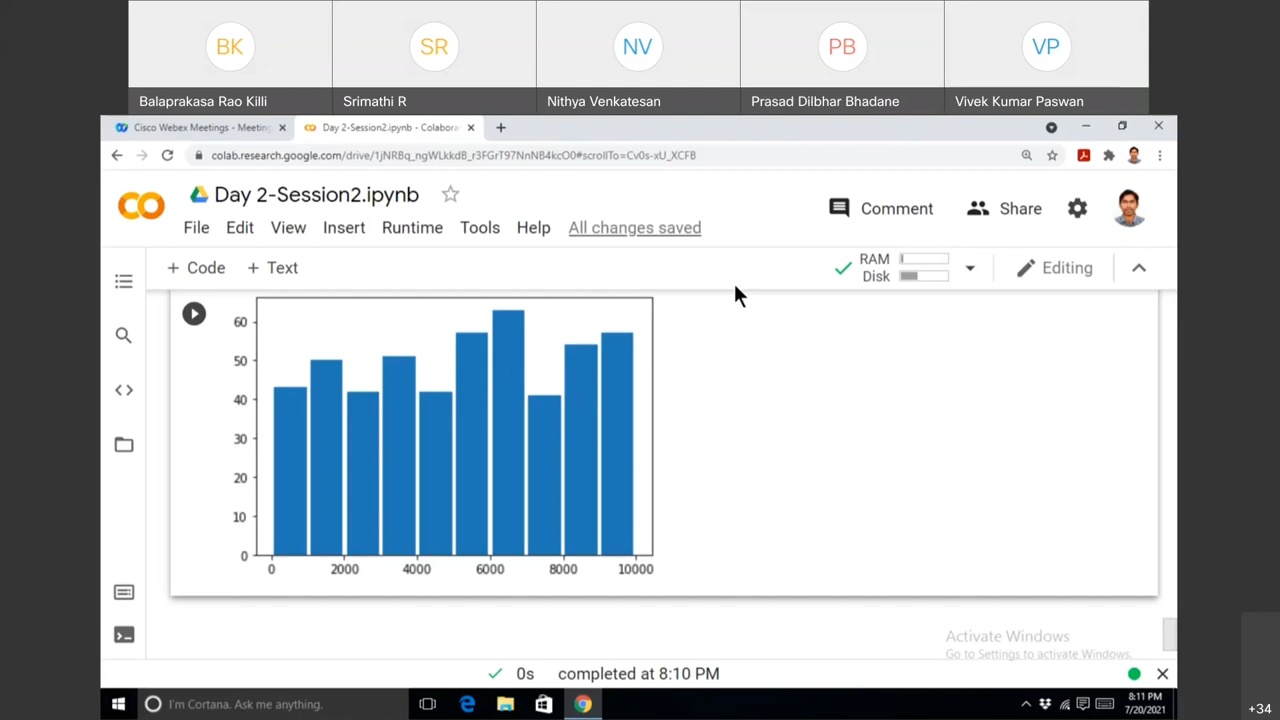 BK SR NV PB VP
Balaprakasa Rao Killi Srimathi R Nithya Venkatesan Prasad Dilbhar Bhadane Vivek Kumar Paswan
Cisco Webex Meetings - Meeting Day 2-Session2.ipynb - Colabora
colab.research.google.com/drive/1jNRBq_ngWLkkdB_r3FGrT97NnNB4kcO0#scrollTo=Cv0s-xU_XCFB
CO Day 2-Session2.ipynb
Comment Share
File Edit View Insert Runtime Tools Help All changes saved
+ Code + Text RAM Disk Editing
60
50
40
30
20
10
0
0 2000 4000 6000 8000 10000
Activate Windows
Go to Settings to activate Windows.
0s completed at 8:10 PM
I'm Cortana. Ask me anything.
8:11 PM
7/20/2021
+34